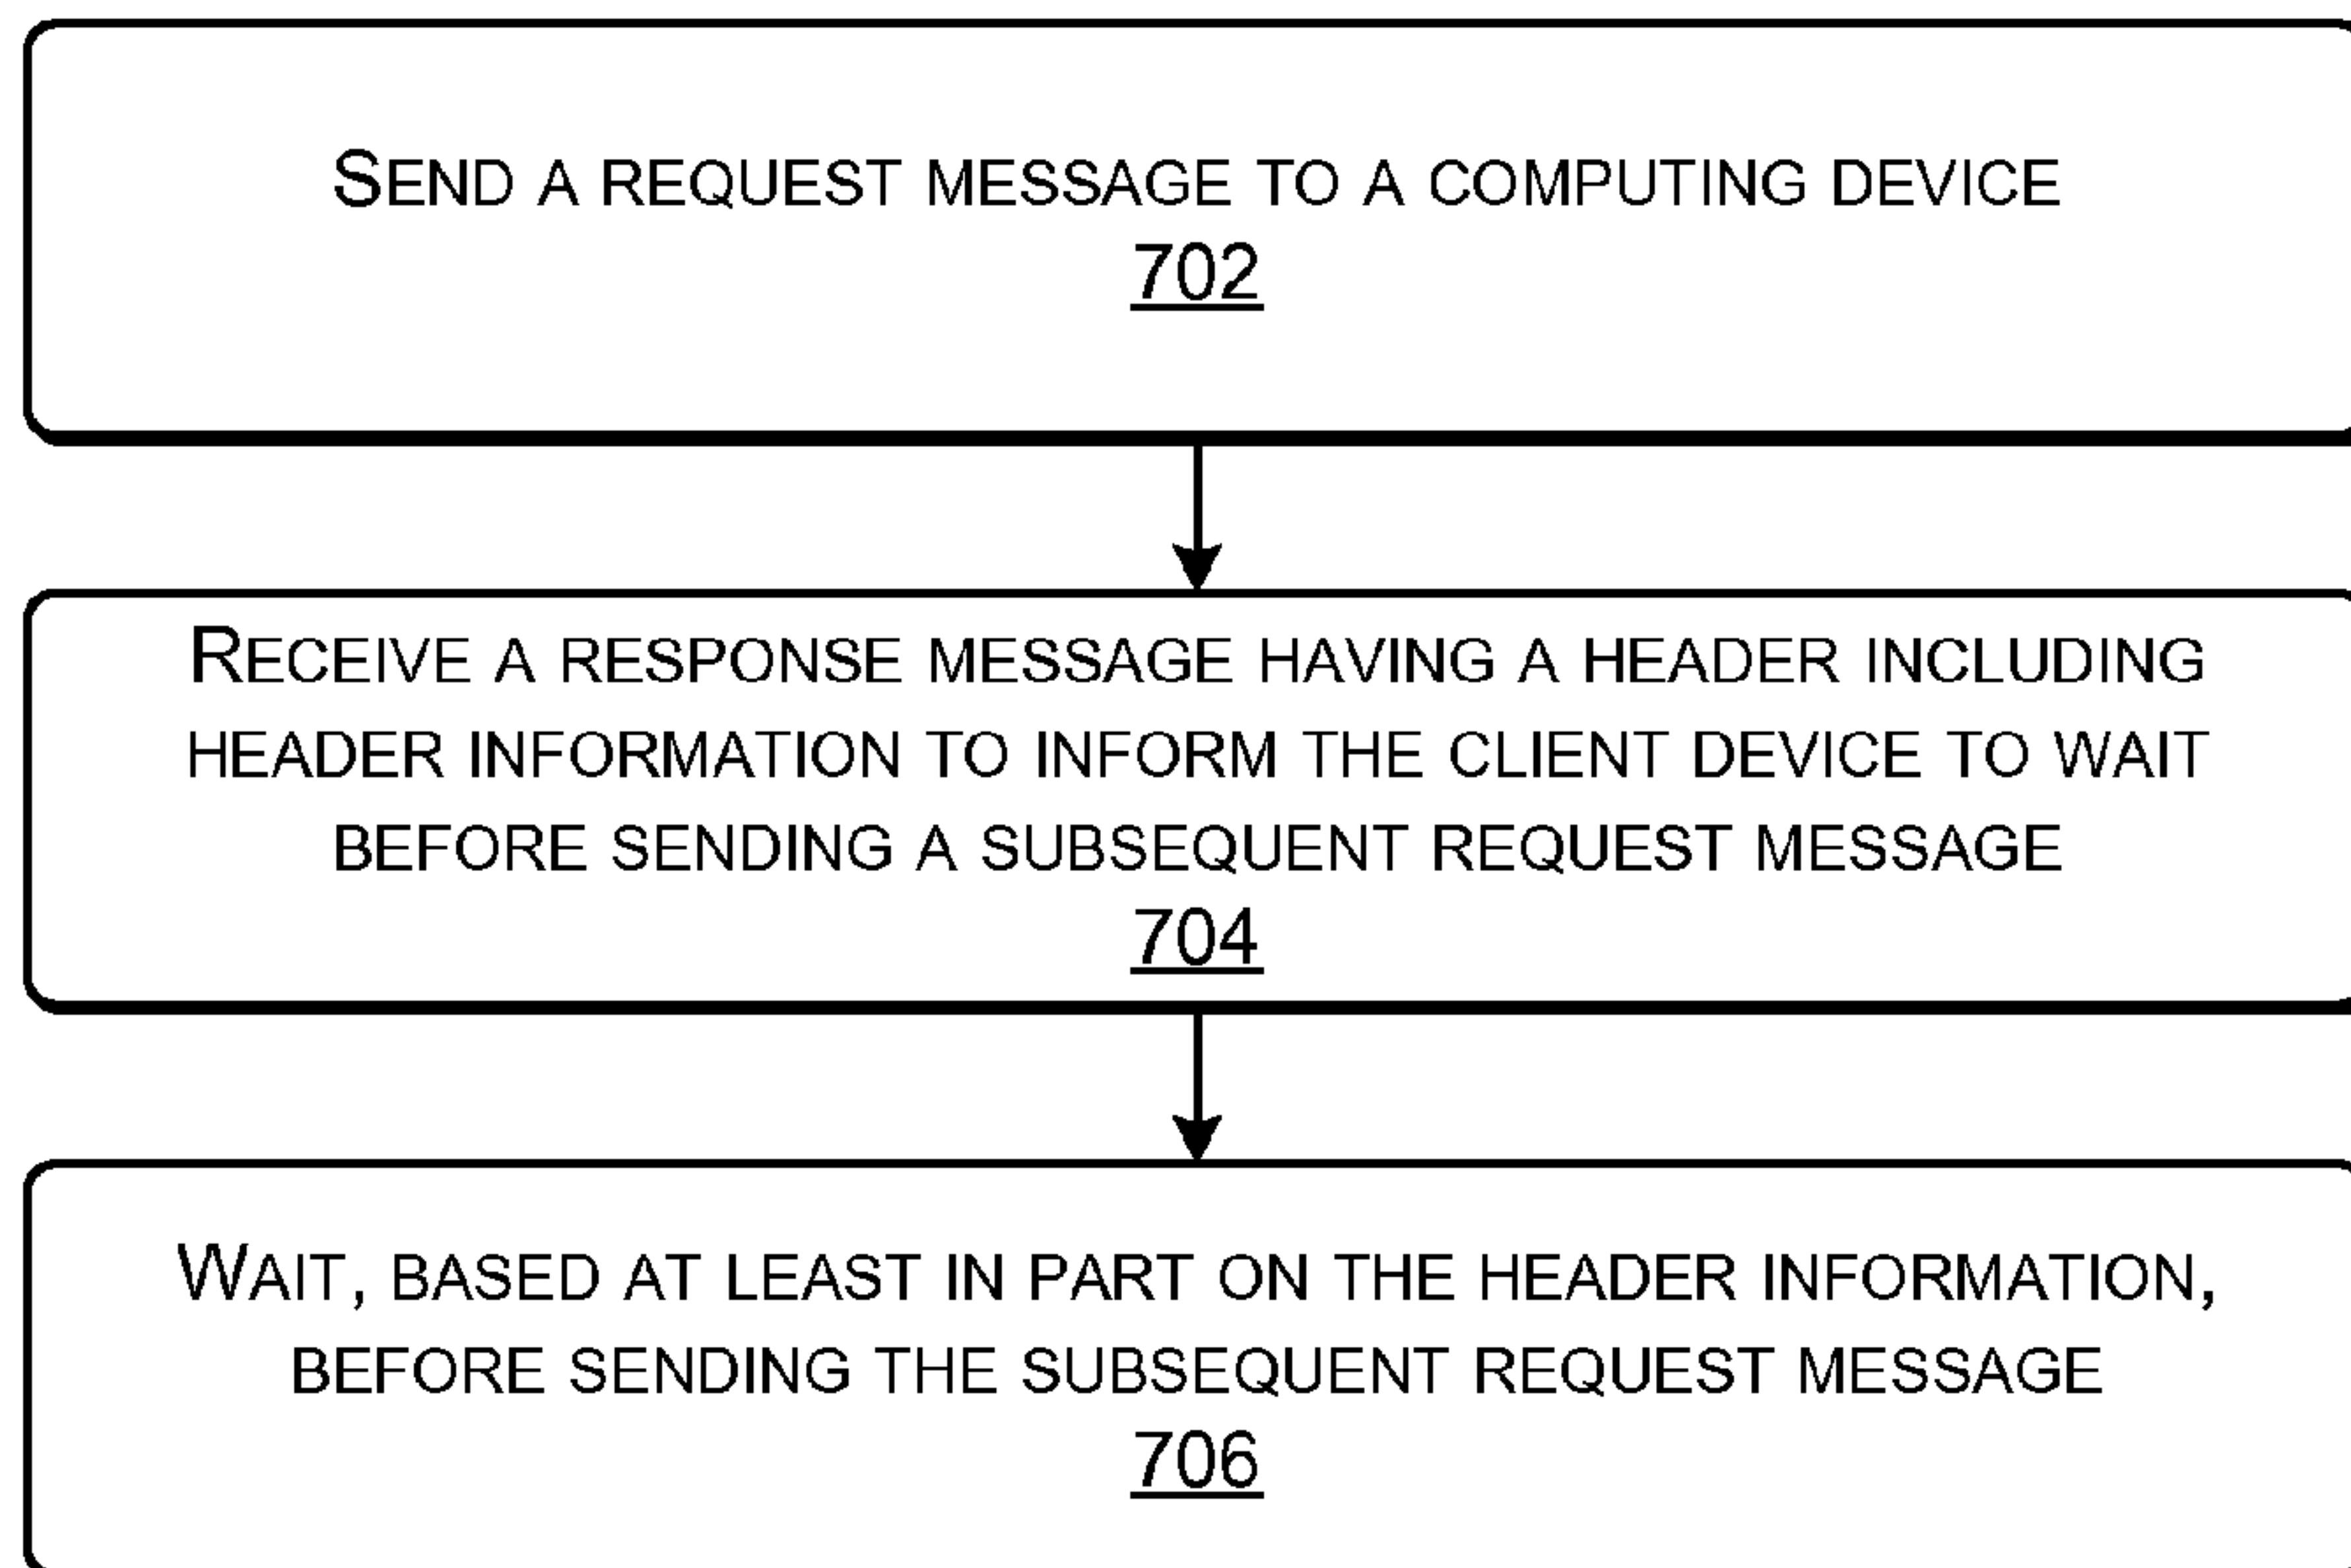 SEND A REQUEST MESSAGE TO A COMPUTING DEVICE
702
RECEIVE A RESPONSE MESSAGE HAVING A HEADER INCLUDING
HEADER INFORMATION TO INFORM THE CLIENT DEVICE TO WAIT
BEFORE SENDING A SUBSEQUENT REQUEST MESSAGE
704
WAIT, BASED AT LEAST IN PART ON THE HEADER INFORMATION,
BEFORE SENDING THE SUBSEQUENT REQUEST MESSAGE
706